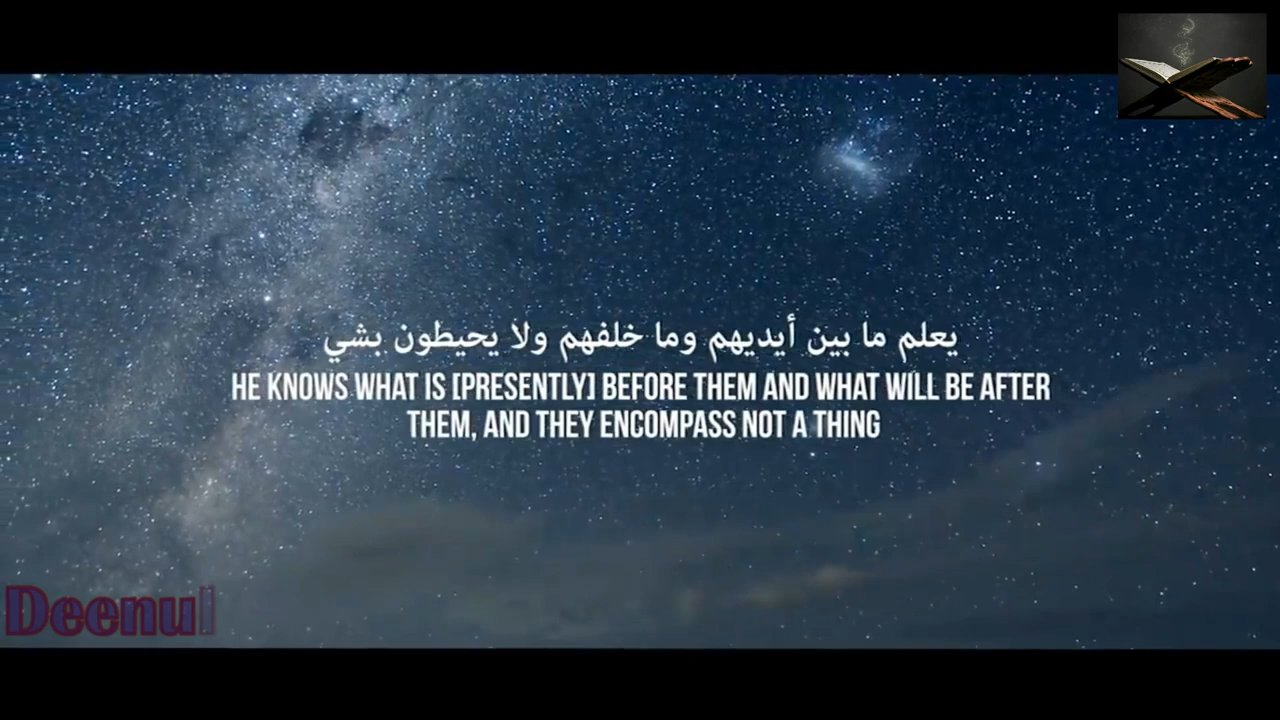 يعلم ما بين أيديهم وما خلفهم ولا يحيطون بشي
HE KNOWS WHAT IS [PRESENTLY] BEFORE THEM AND WHAT WILL BE AFTER
THEM, AND THEY ENCOMPASS NOT A THING
Deenul